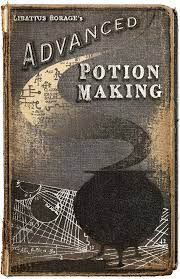 LIBATIUS BORAGE's
ADVANCED
POTION
MAKING